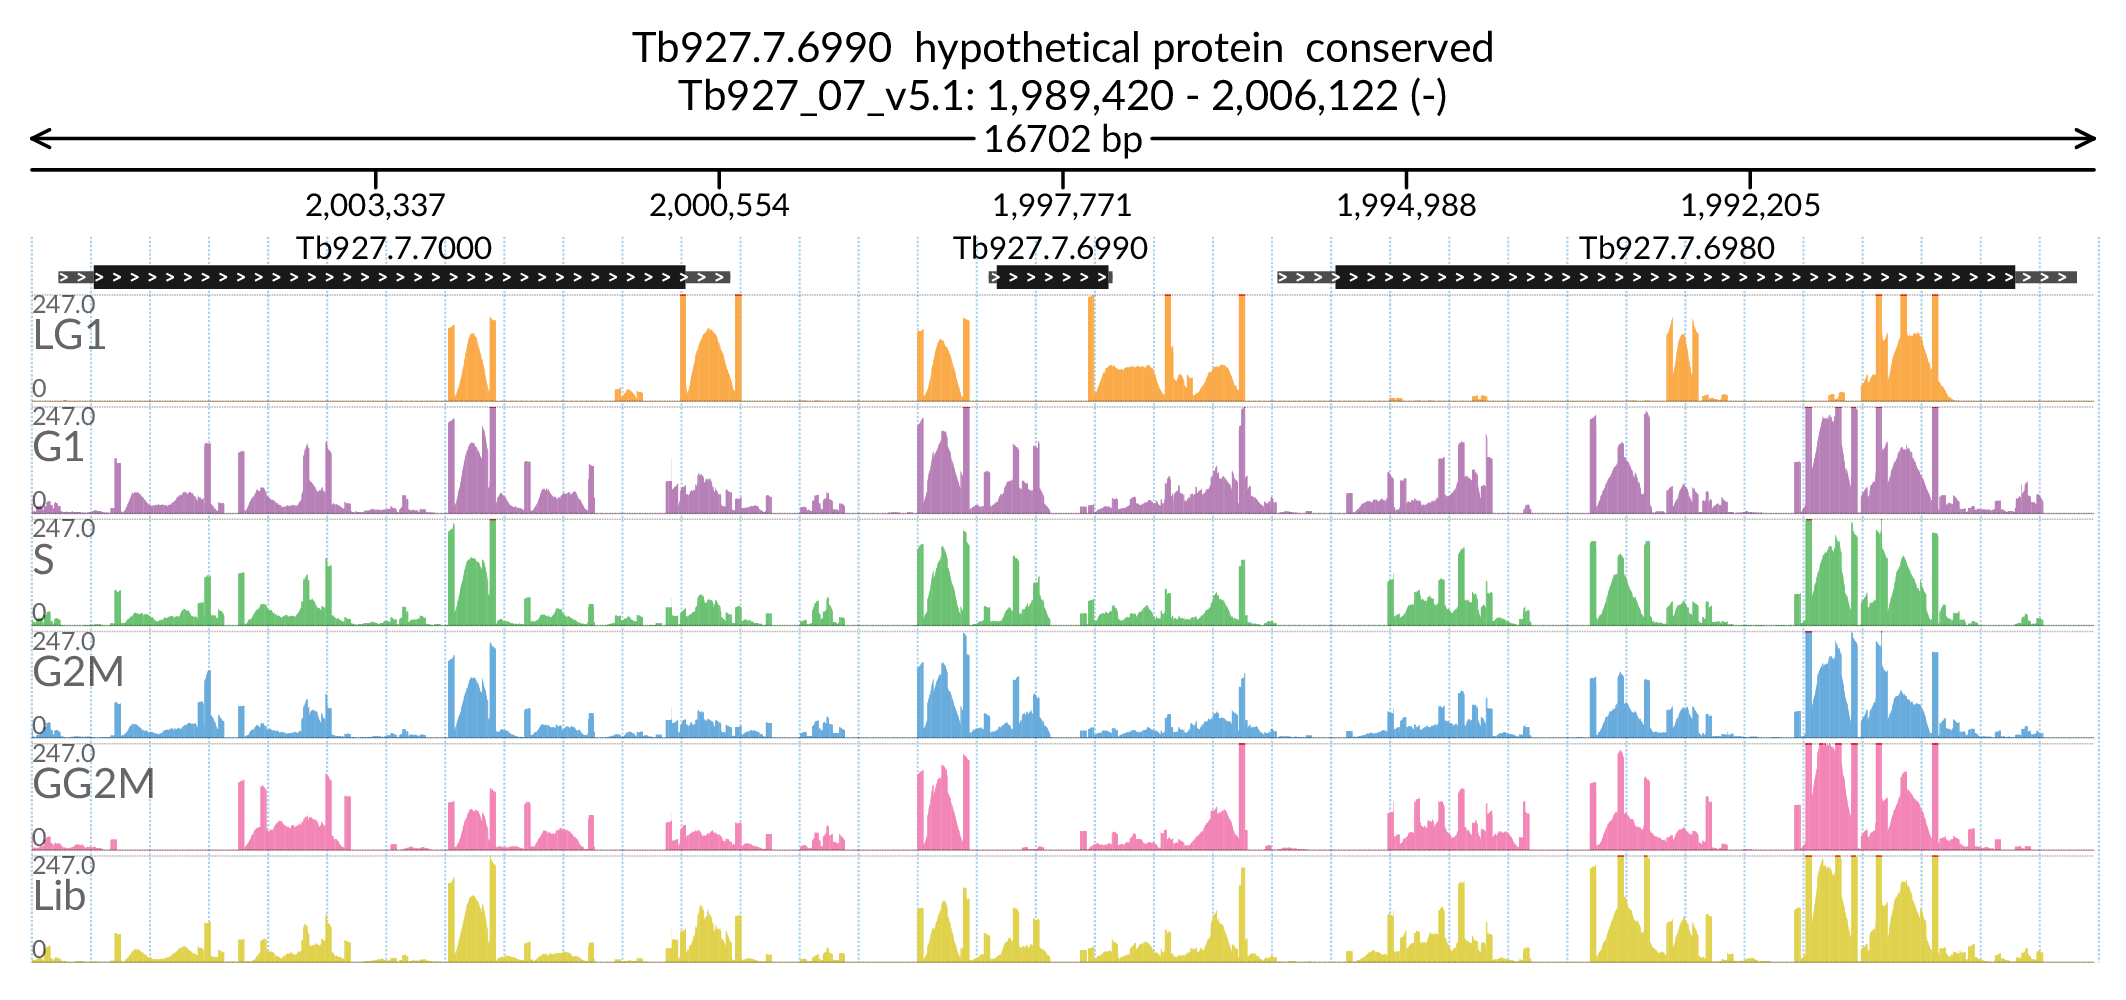 Tb927.7.6990  hypothetical protein  conserved
Tb927_07_v5.1: 1,989,420 - 2,006,122 (-)
16702 bp
2,003,337 2,000,554 1,997,771 1,994,988 1,992,205
Tb927.7.7000 Tb927.7.6990 Tb927.7.6980
247.0
LG1
0
247.0
G1
0
247.0
S
0
247.0
G2M
0
247.0
GG2M
0
247.0
Lib
0